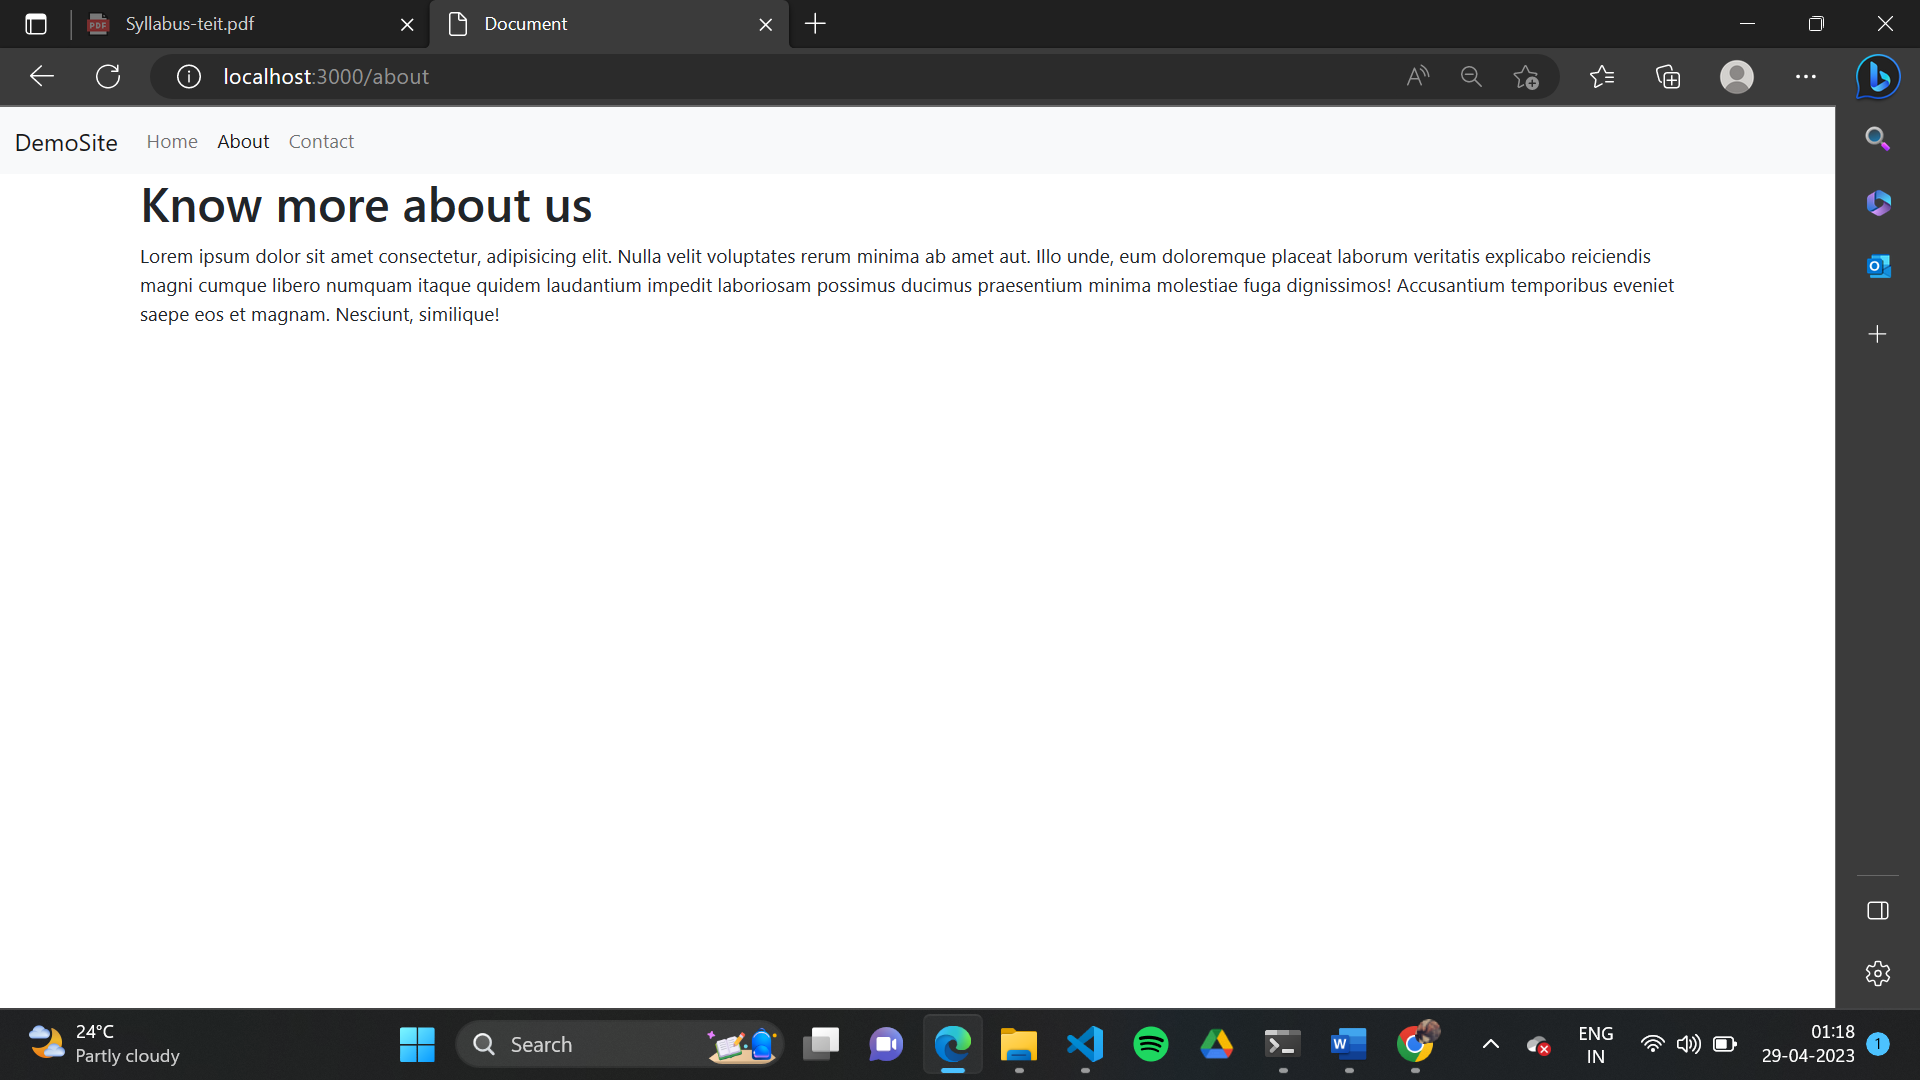 Syllabus-teit.pdf
Document
localhost:3000/about
DemoSite
Home
About
Contact
Know more about us
Lorem ipsum dolor sit amet consectetur, adipisicing elit. Nulla velit voluptates rerum minima ab amet aut. Illo unde, eum doloremque placeat laborum veritatis explicabo reiciendis
magni cumque libero numquam itaque quidem laudantium impedit laboriosam possimus ducimus praesentium minima molestiae fuga dignissimos! Accusantium temporibus eveniet
saepe eos et magnam. Nesciunt, similique!
24°C
Partly cloudy
Search
ENG
IN
01:18
29-04-2023
1